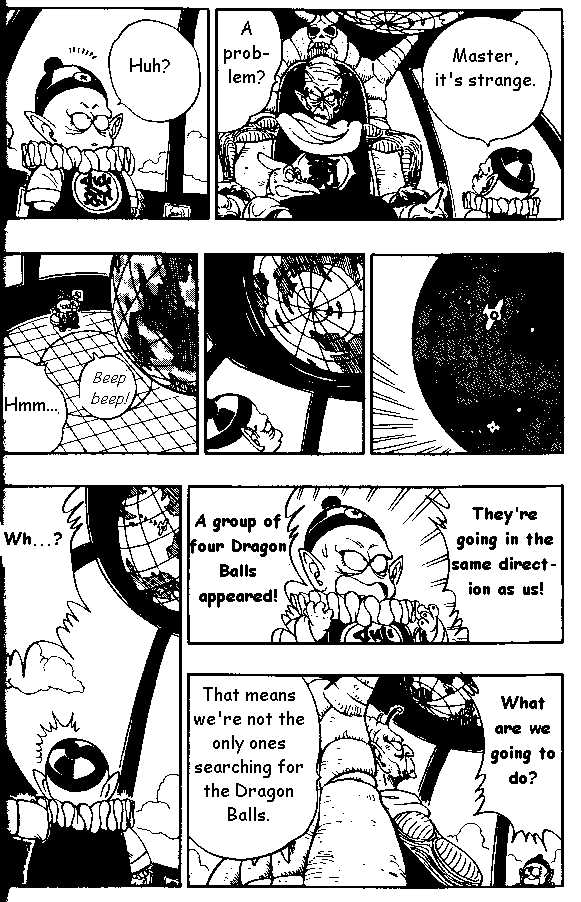 Master,
it's strange.
A
prob-
lem?
Huh?
Beep
beep!
Hmm...
They're
going in the
same direct-
ion as us!
A group of
four Dragon
Balls
appeared!
What
are we
going to
do?
That means
we're not the
only ones
searching for
the Dragon
Balls.
Wh...?